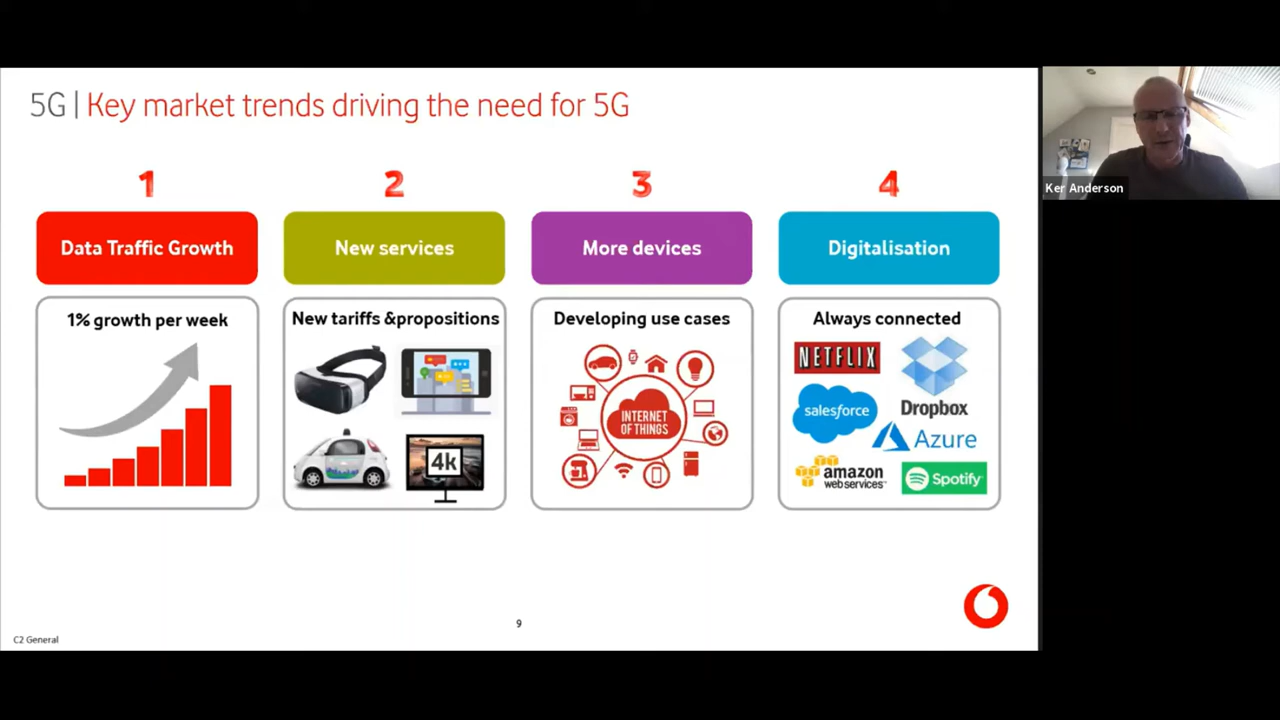 5G | Key market trends driving the need for 5G
Ker Anderson
1
2
3
4
Data Traffic Growth
New services
More devices
Digitalisation
1% growth per week
New tariffs &propositions
4k
Developing use cases
INTERNET
OF THINGS
Always connected
NETFLIX
Dropbox
salesforce
Azure
amazon
web services
Spotify
9
C2 General